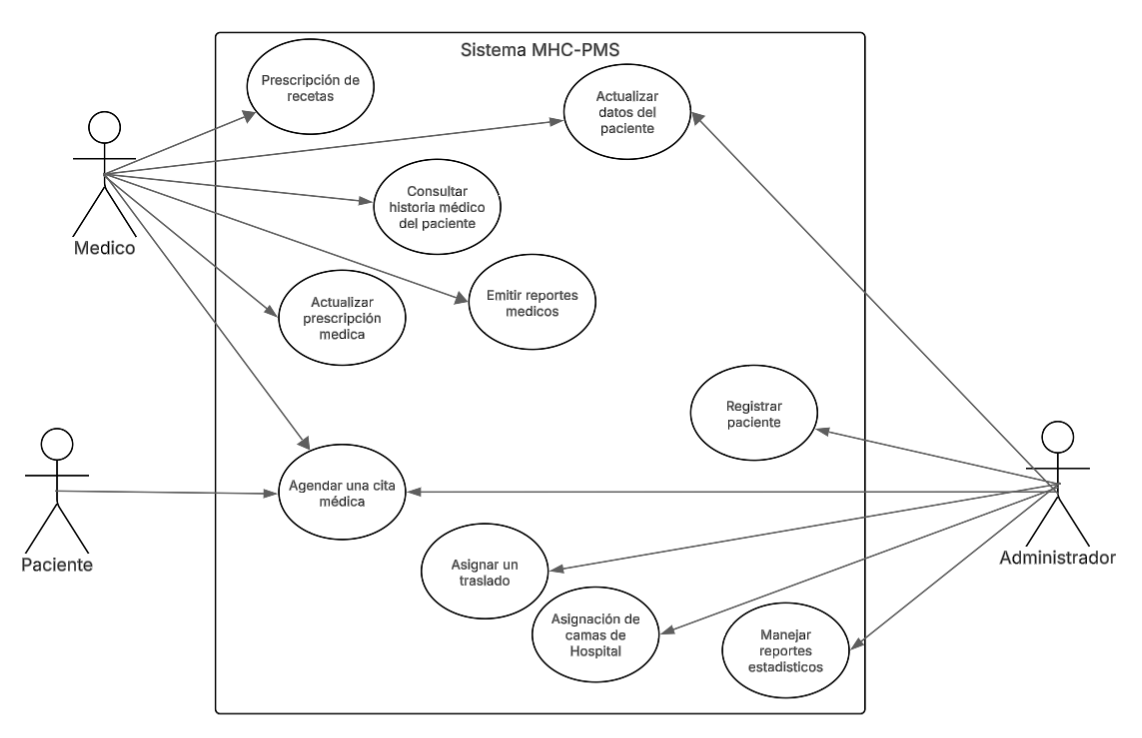 Sistema MHC-PMS
Prescripción de
recetas
Actualizar
datos del
paciente
Consultar
historia médico
del paciente
Medico
Emitir reportes
medicos
Actualizar
prescripción
medica
Registrar
paciente
Agendar una cita
médica
Paciente
Administrador
Asignar un
traslado
Asignación de
camas de
Hospital
Manejar
reportes
estadisticos